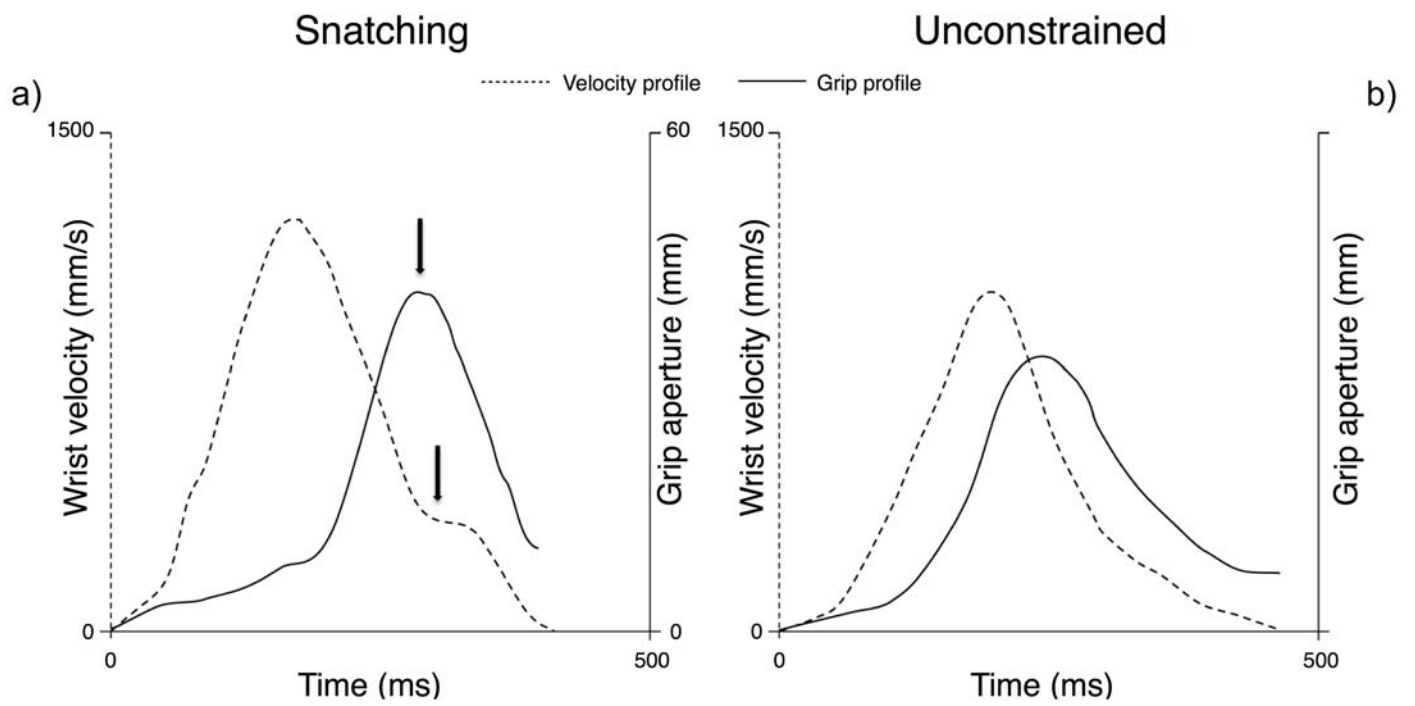 Snatching
Unconstrained
Velocity profile
Grip profile
a)
b)
1500
60
1500
Wrist velocity (mm/s)
Grip aperture (mm)
Wrist velocity (mm/s)
Grip aperture (mm)
0
0
0
0
500
0
500
Time (ms)
Time (ms)